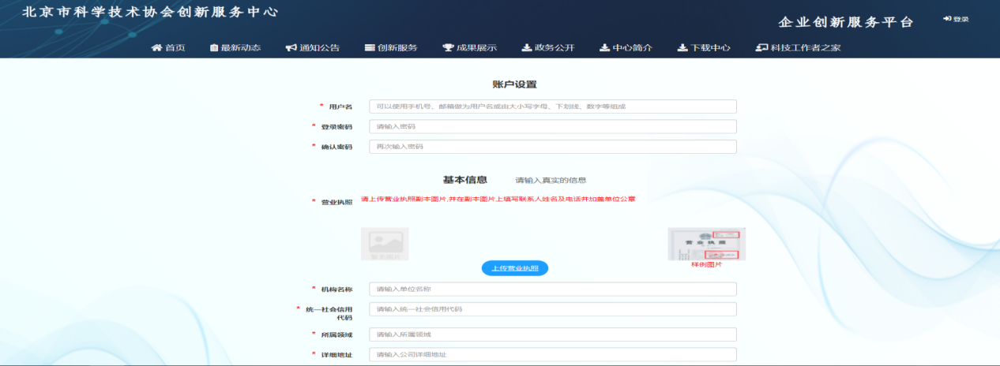 北京市科学技术协会创新服务中心
企业创新服务平台
登录
首页 最新动态 通知公告 创新服务 成果展示 政务公开 中心简介 下载中心 科技工作者之家
账户设置
* 用户名 可以使用手机号、邮箱做为用户名或由大小写字母、下划线、数字等组成
* 登录密码 请输入密码
* 确认密码 再次输入密码
基本信息 请输入真实的信息
* 营业执照 请上传营业执照副本图片,并在副本图片上填写联系人姓名及电话并加盖单位公章
暂无图片
营业执照
样例图片
上传营业执照
* 机构名称 请输入单位名称
* 统一社会信用
代码 请输入统一社会信用代码
* 所属领域 请输入所属领域
* 详细地址 请输入公司详细地址